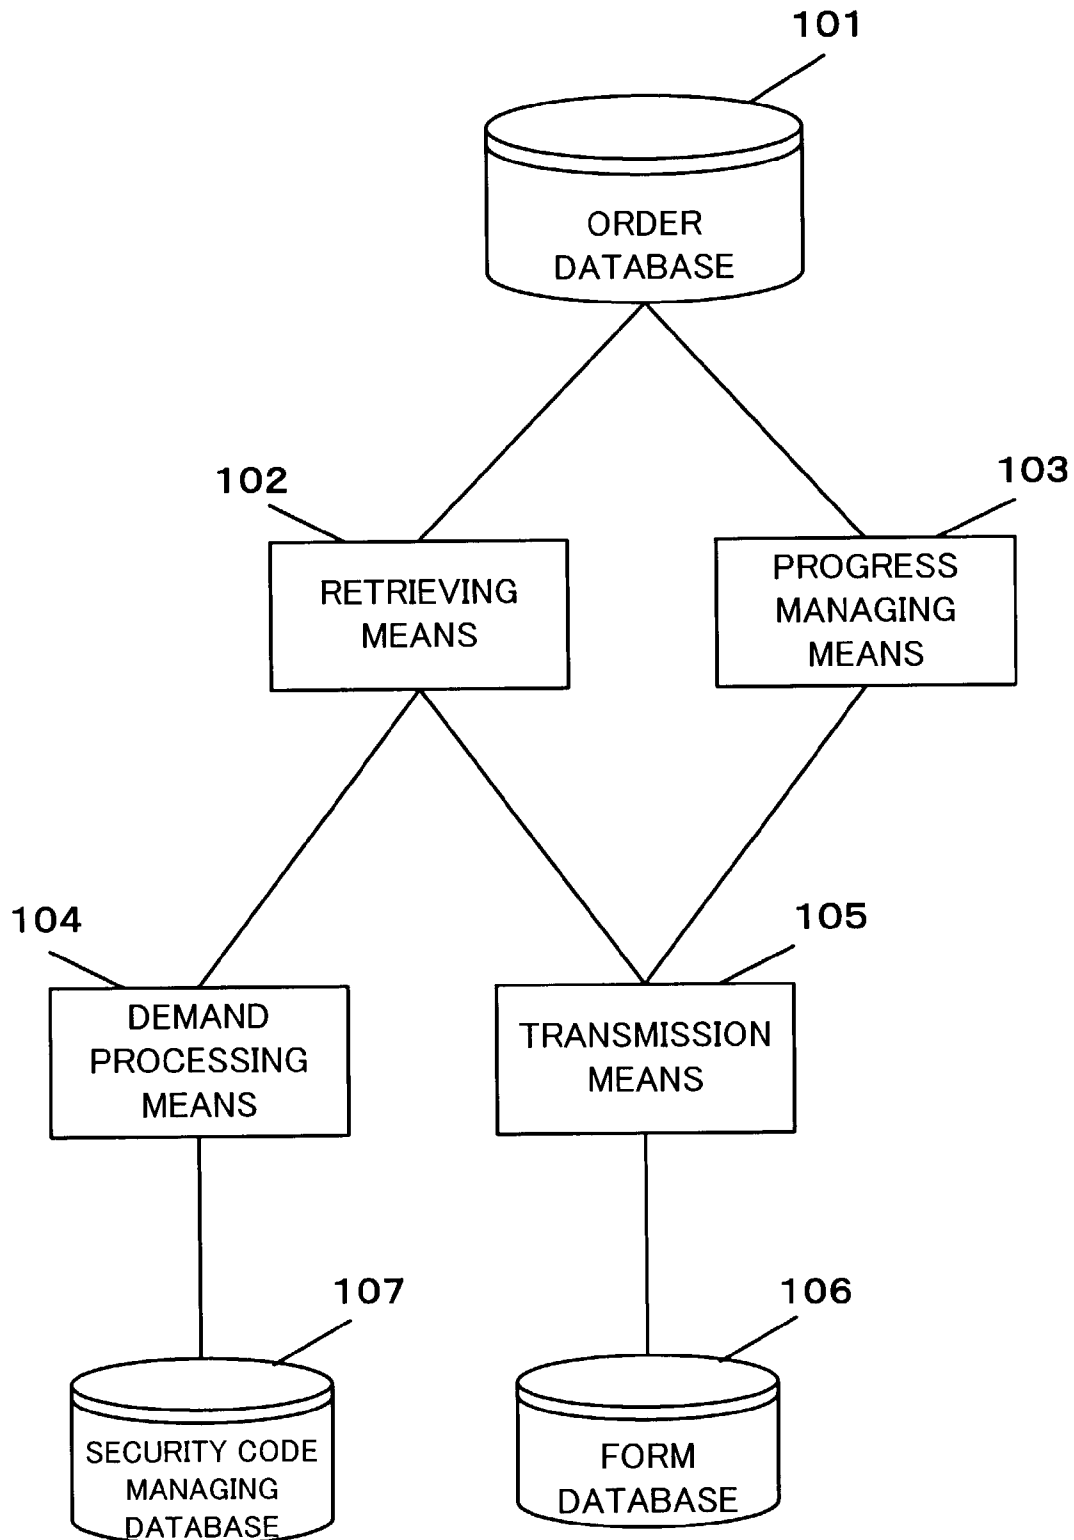 101
ORDER
DATABASE
102
103
RETRIEVING
MEANS
PROGRESS
MANAGING
MEANS
104
105
DEMAND
PROCESSING
MEANS
TRANSMISSION
MEANS
107
106
SECURITY CODE
MANAGING
DATABASE
FORM
DATABASE